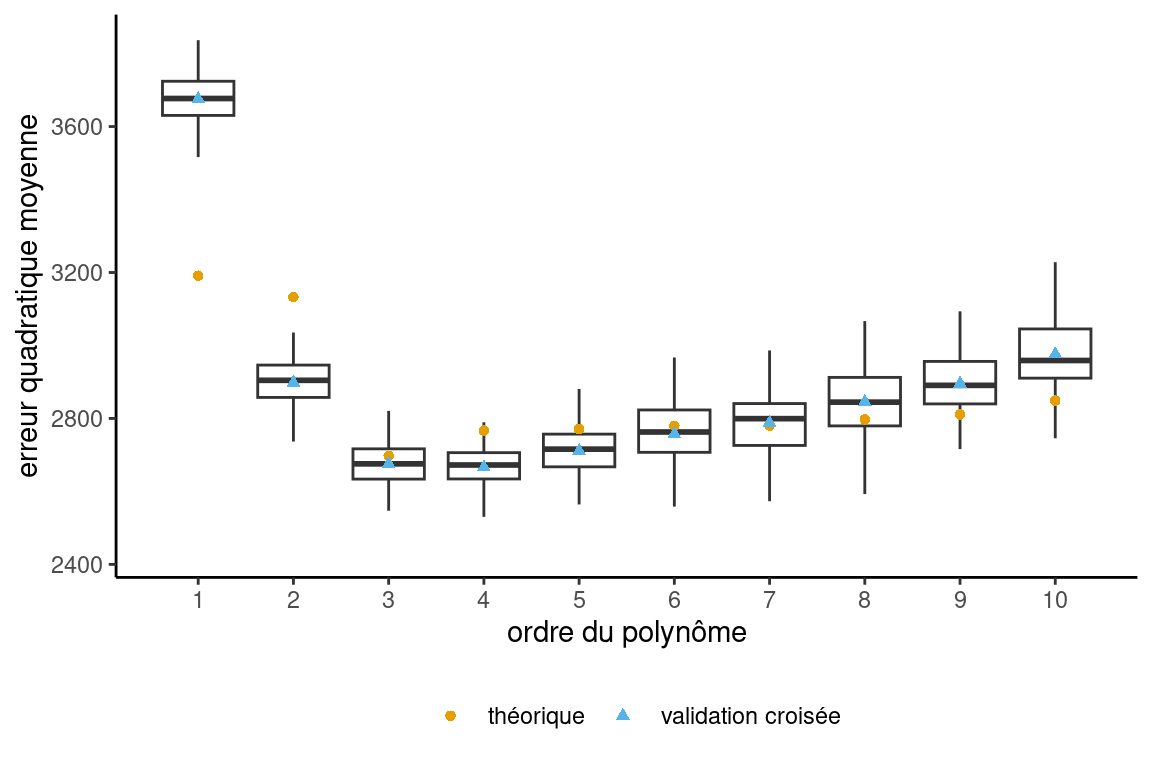 erreur quadratique moyenne
3600
3200
2800
2400
1 2 3 4 5 6 7 8 9 10
ordre du polynôme
théorique validation croisée